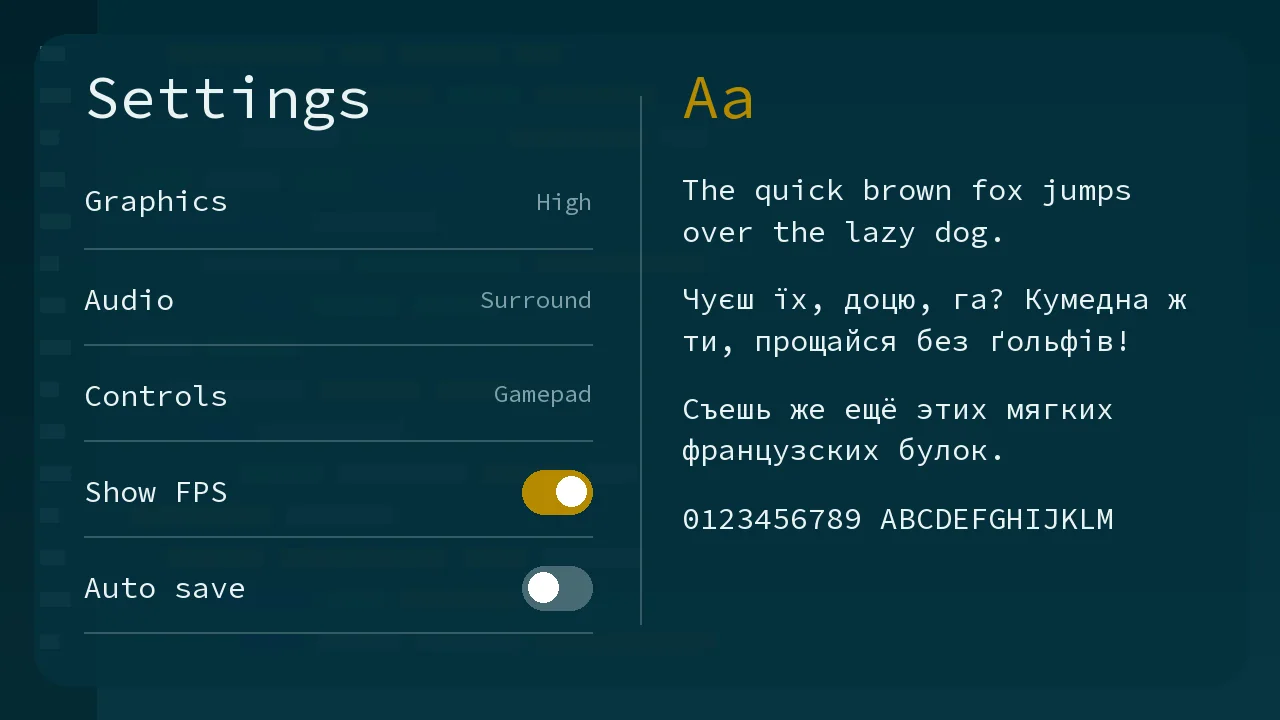 Settings
Graphics High
Audio Surround
Controls Gamepad
Show FPS
Auto save
Aa
The quick brown fox jumps
over the lazy dog.
Чуєш їх, доцю, га? Кумедна ж
ти, прощайся без ґольфів!
Съешь же ещё этих мягких
французских булок.
0123456789 ABCDEFGHIJKLM